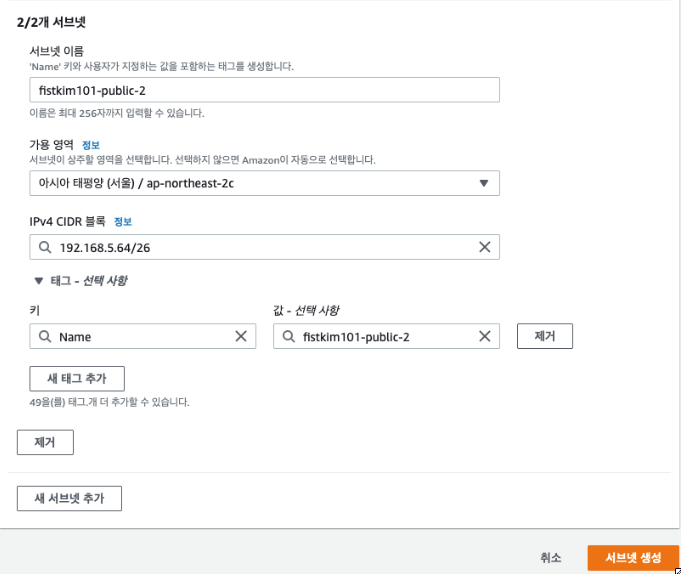 2/2개 서브넷
서브넷 이름
'Name' 키와 사용자가 지정하는 값을 포함하는 태그를 생성합니다.
fistkim101-public-2
이름은 최대 256자까지 입력할 수 있습니다.
가용 영역 정보
서브넷이 상주할 영역을 선택합니다. 선택하지 않으면 Amazon이 자동으로 선택합니다.
아시아 태평양 (서울) / ap-northeast-2c
IPv4 CIDR 블록 정보
192.168.5.64/26
태그 - 선택 사항
키 값 - 선택 사항
Name fistkim101-public-2 제거
새 태그 추가
49을(를) 태그.개 더 추가할 수 있습니다.
제거
새 서브넷 추가
취소 서브넷 생성